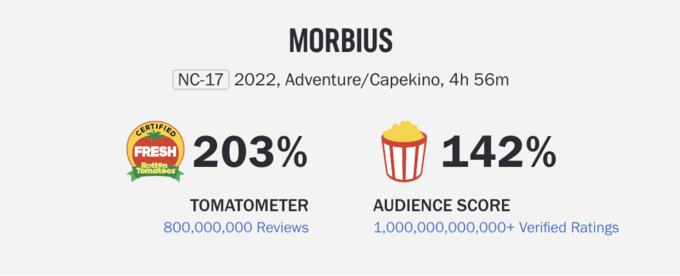 MORBIUS
NC-17 2022, Adventure/Capekino, 4h 56m
CERTIFIED
FRESH
Rotten
Tomatoes
203%
142%
TOMATOMETER
AUDIENCE SCORE
800,000,000 Reviews
1,000,000,000,000+ Verified Ratings